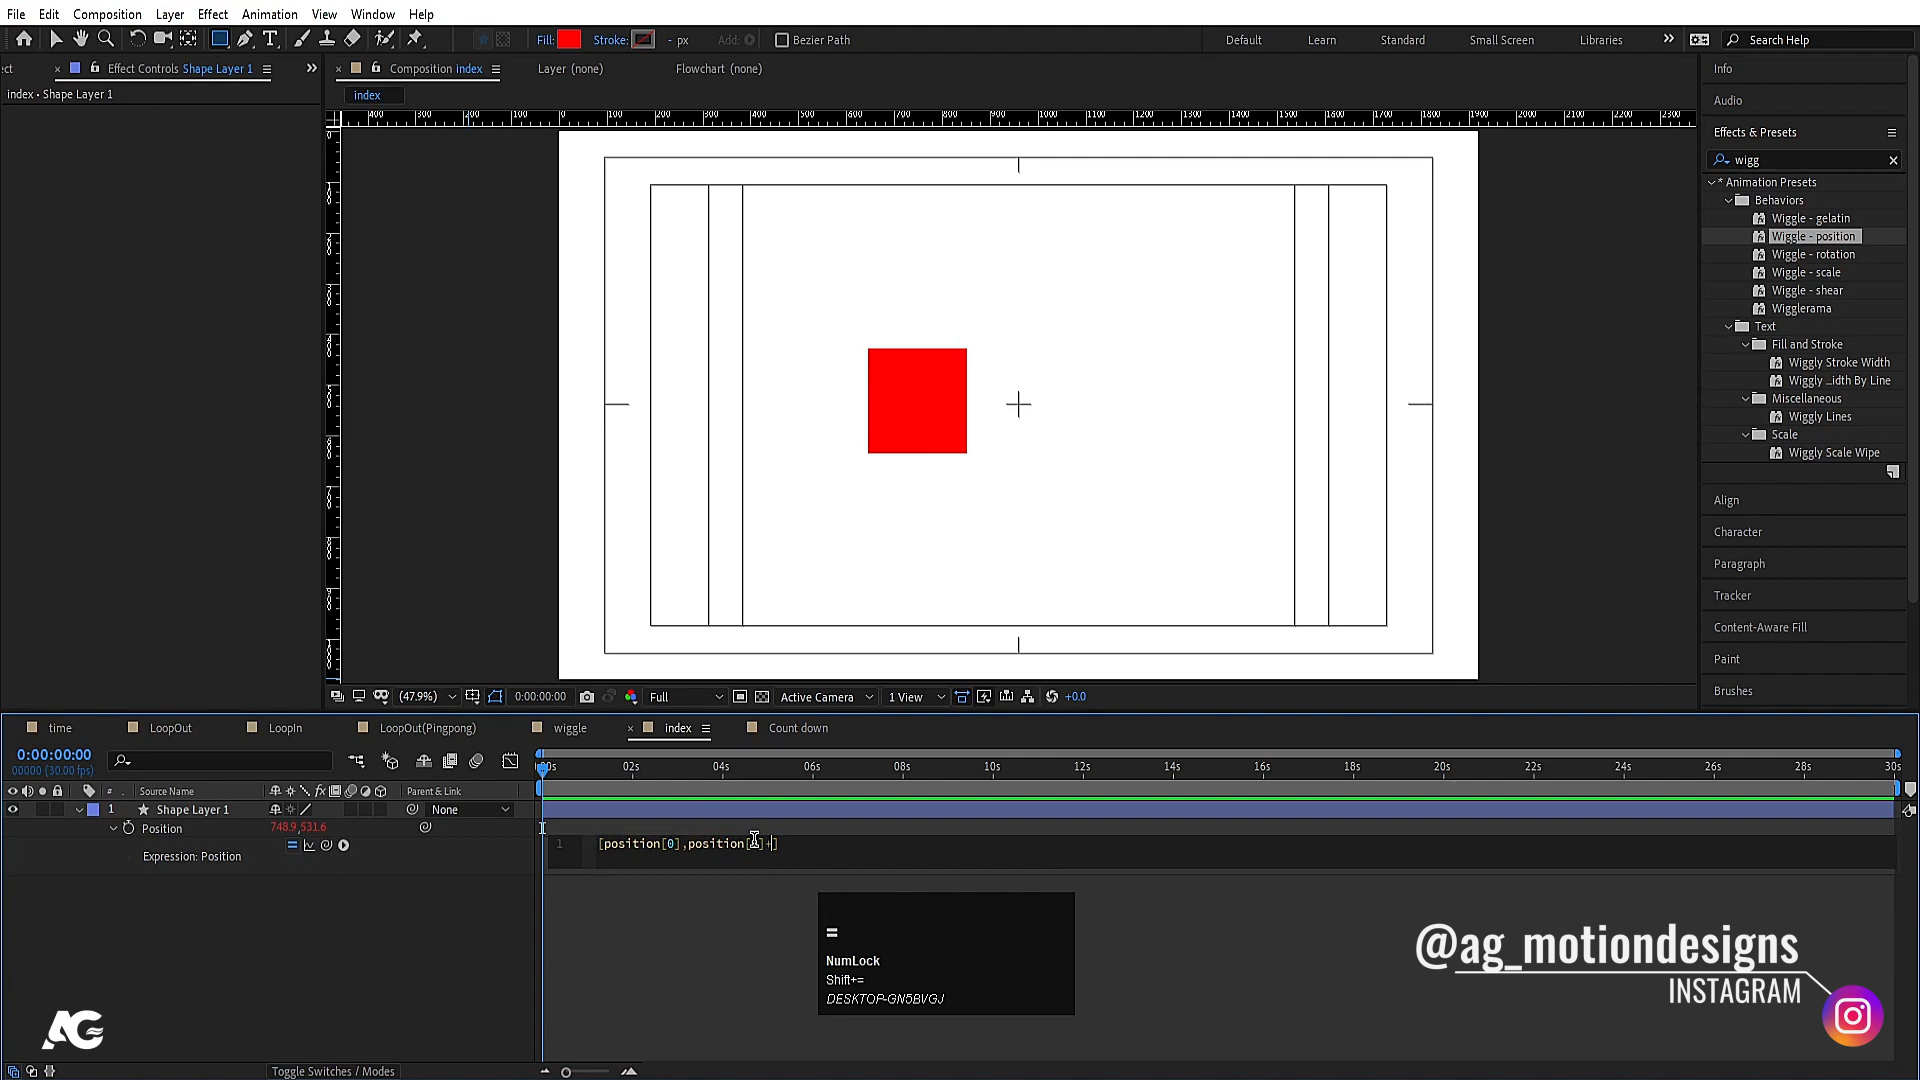 File Edit Composition Layer Effect Animation View Window Help
Fill: Stroke: - px Add: Bezier Path Default Learn Standard Small Screen Libraries Search Help
ect Effect Controls Shape Layer 1 Composition index Layer (none) Flowchart (none)
index • Shape Layer 1
index
Info
Audio
Effects & Presets
wigg
* Animation Presets
Behaviors
Wiggle - gelatin
Wiggle - position
Wiggle - rotation
Wiggle - scale
Wiggle - shear
Wigglerama
Text
Fill and Stroke
Wiggly Stroke Width
Wiggly ...idth By Line
Miscellaneous
Wiggly Lines
Scale
Wiggly Scale Wipe
Align
Character
Paragraph
Tracker
Content-Aware Fill
Paint
Brushes
(47.9%) 0:00:00:00 Full Active Camera 1 View +0.0
time LoopOut LoopIn LoopOut(Pingpong) wiggle index Count down
0:00:00:00
00000 (30.00 fps)
02s 04s 06s 08s 10s 12s 14s 16s 18s 20s 22s 24s 26s 28s 30s
# Source Name Parent & Link
1 Shape Layer 1 None
Position 748.9,531.6
Expression: Position
=
NumLock
Shift+=
DESKTOP-GN5BVGJ
@ag_motiondesigns
INSTAGRAM
AG
Toggle Switches / Modes